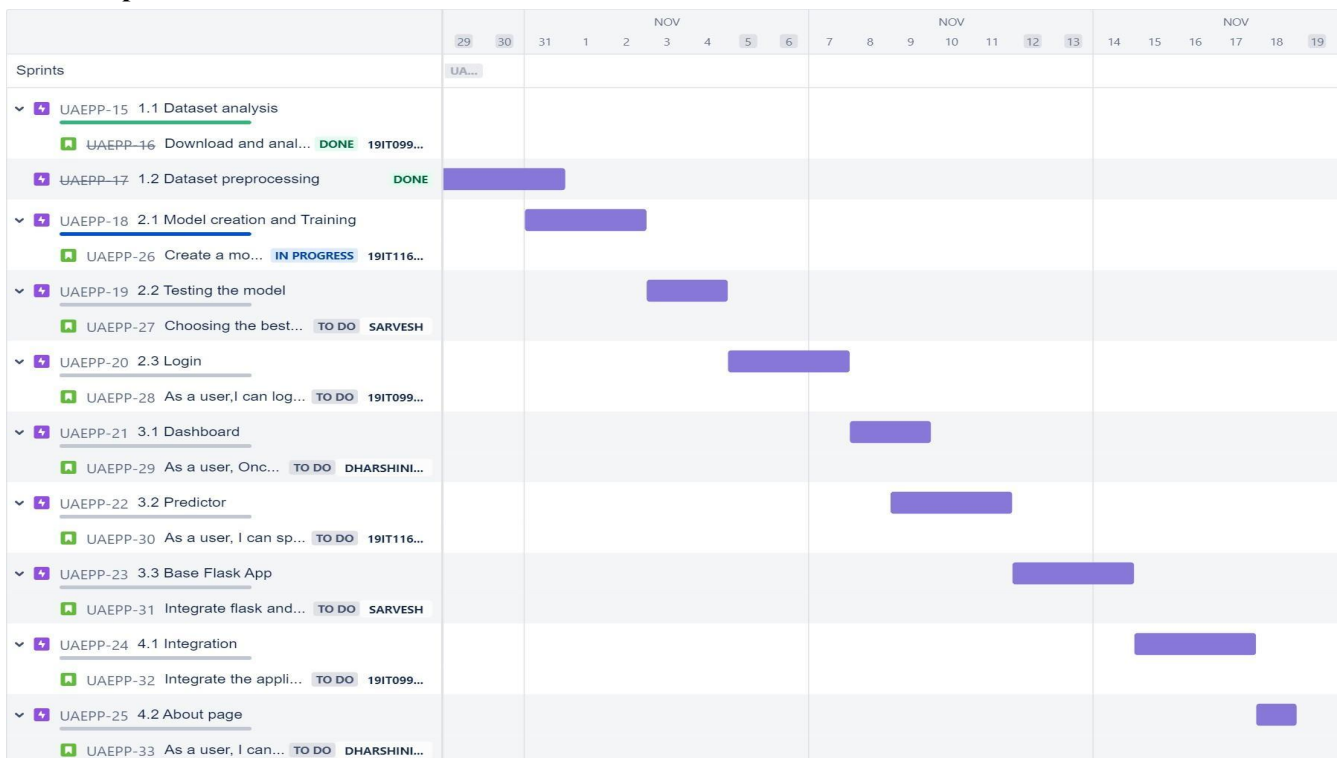 NOV NOV NOV
29 30 31 1 2 3 4 5 6 7 8 9 10 11 12 13 14 15 16 17 18 19
Sprints UA...
UAEPP-15 1.1 Dataset analysis
UAEPP-16 Download and anal... DONE 19IT099...
UAEPP-17 1.2 Dataset preprocessing DONE
UAEPP-18 2.1 Model creation and Training
UAEPP-26 Create a mo... IN PROGRESS 19IT116...
UAEPP-19 2.2 Testing the model
UAEPP-27 Choosing the best... TO DO SARVESH
UAEPP-20 2.3 Login
UAEPP-28 As a user,I can log... TO DO 19IT099...
UAEPP-21 3.1 Dashboard
UAEPP-29 As a user, Onc... TO DO DHARSHINI...
UAEPP-22 3.2 Predictor
UAEPP-30 As a user, I can sp... TO DO 19IT116...
UAEPP-23 3.3 Base Flask App
UAEPP-31 Integrate flask and... TO DO SARVESH
UAEPP-24 4.1 Integration
UAEPP-32 Integrate the appli... TO DO 19IT099...
UAEPP-25 4.2 About page
UAEPP-33 As a user, I can... TO DO DHARSHINI...